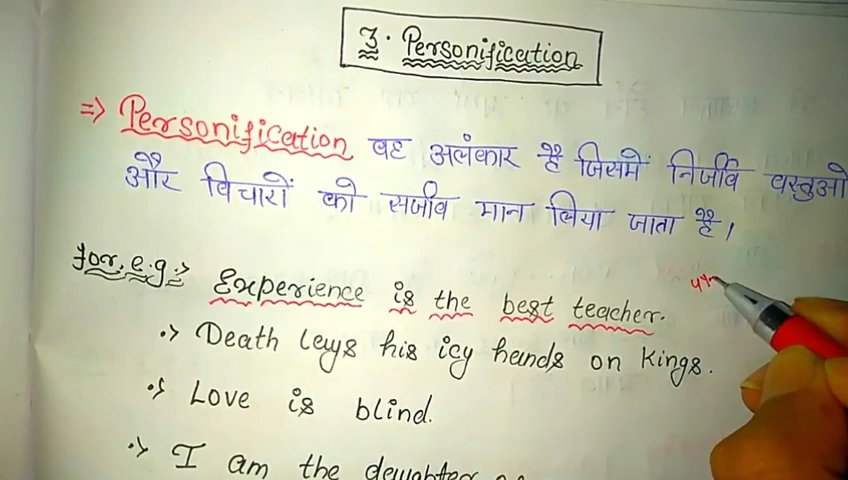 3. Personification
=> Personification वह अलंकार है जिसमें निर्जीव वस्तुओ
और विचारों को सजीव मान लिया जाता है।
for, e.g :> Experience is the best teacher.
.> Death lays his icy hands on Kings.
.> Love is blind.
.> I am the daughter